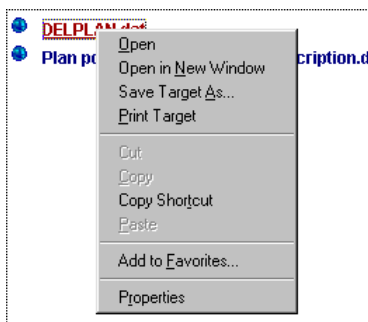 DELPLAN.dat
Open
Plan po
cription.d
Open in New Window
Save Target As...
Print Target
Cut
Copy
Copy Shortcut
Paste
Add to Favorites...
Properties